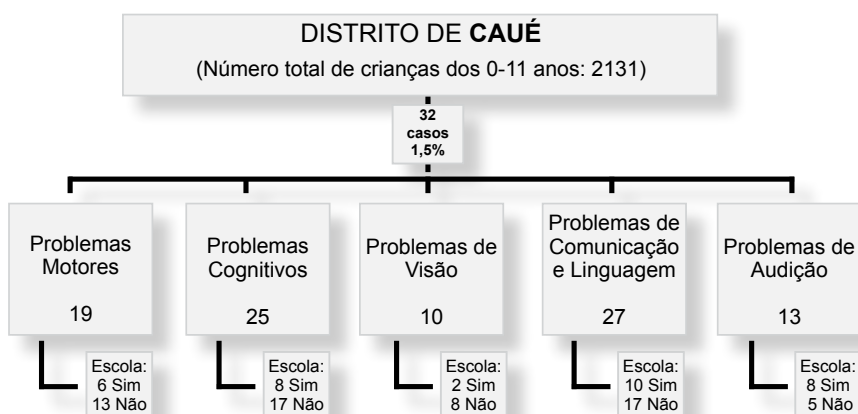 DISTRITO DE CAUÉ
(Número total de crianças dos 0-11 anos: 2131)
32
casos
1,5%
Problemas
Motores
19
Problemas
Cognitivos
25
Problemas de
Visão
10
Problemas de
Comunicação
e Linguagem
27
Problemas de
Audição
13
Escola:
6 Sim
13 Não
Escola:
8 Sim
17 Não
Escola:
2 Sim
8 Não
Escola:
10 Sim
17 Não
Escola:
8 Sim
5 Não